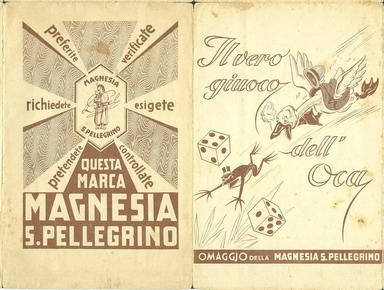 preferite
verificate
richiedete
esigete
pretendete
controllate
MAGNESIA
S. PELLEGRINO
QUESTA
MARCA
MAGNESIA
S. PELLEGRINO
Il vero
giuoco
dell'
Oca
OMAGGIO DELLA MAGNESIA S. PELLEGRINO